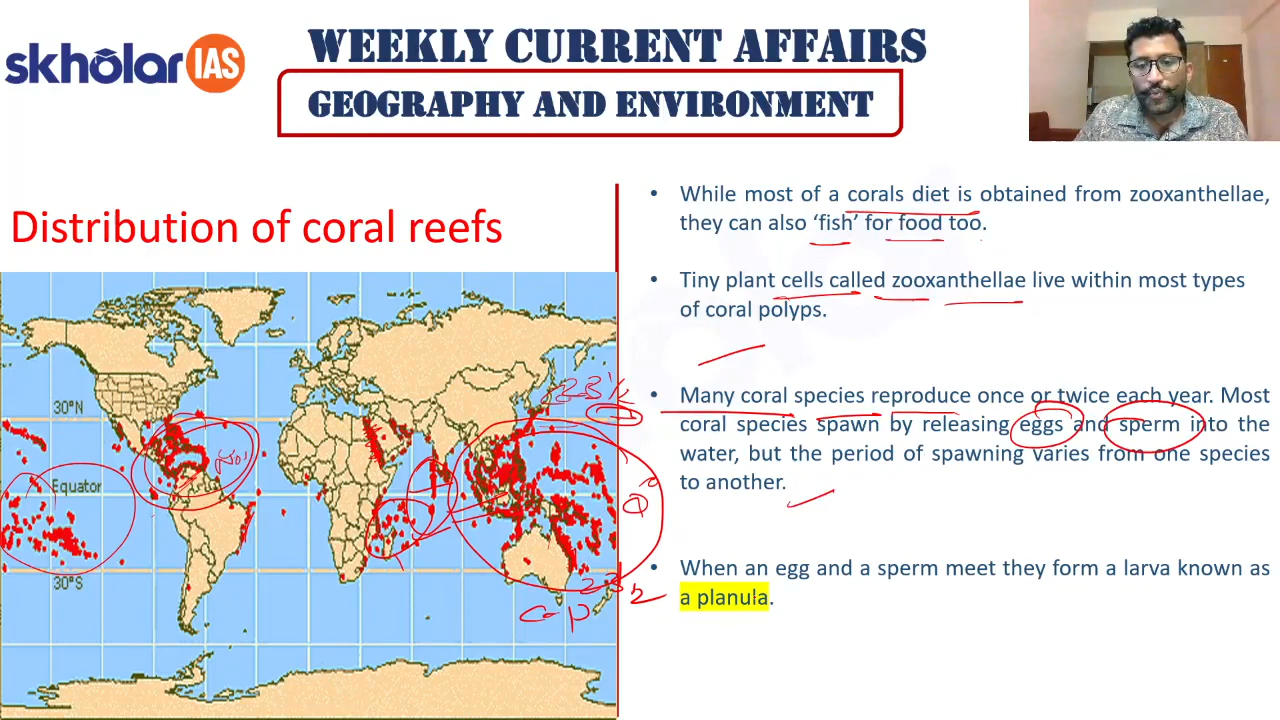 skholar IAS
WEEKLY CURRENT AFFAIRS
GEOGRAPHY AND ENVIRONMENT
Distribution of coral reefs
30°N
Equator
30°S
• While most of a corals diet is obtained from zooxanthellae,
they can also ‘fish’ for food too.
• Tiny plant cells called zooxanthellae live within most types
of coral polyps.
• Many coral species reproduce once or twice each year. Most
coral species spawn by releasing eggs and sperm into the
water, but the period of spawning varies from one species
to another.
• When an egg and a sperm meet they form a larva known as
a planula.